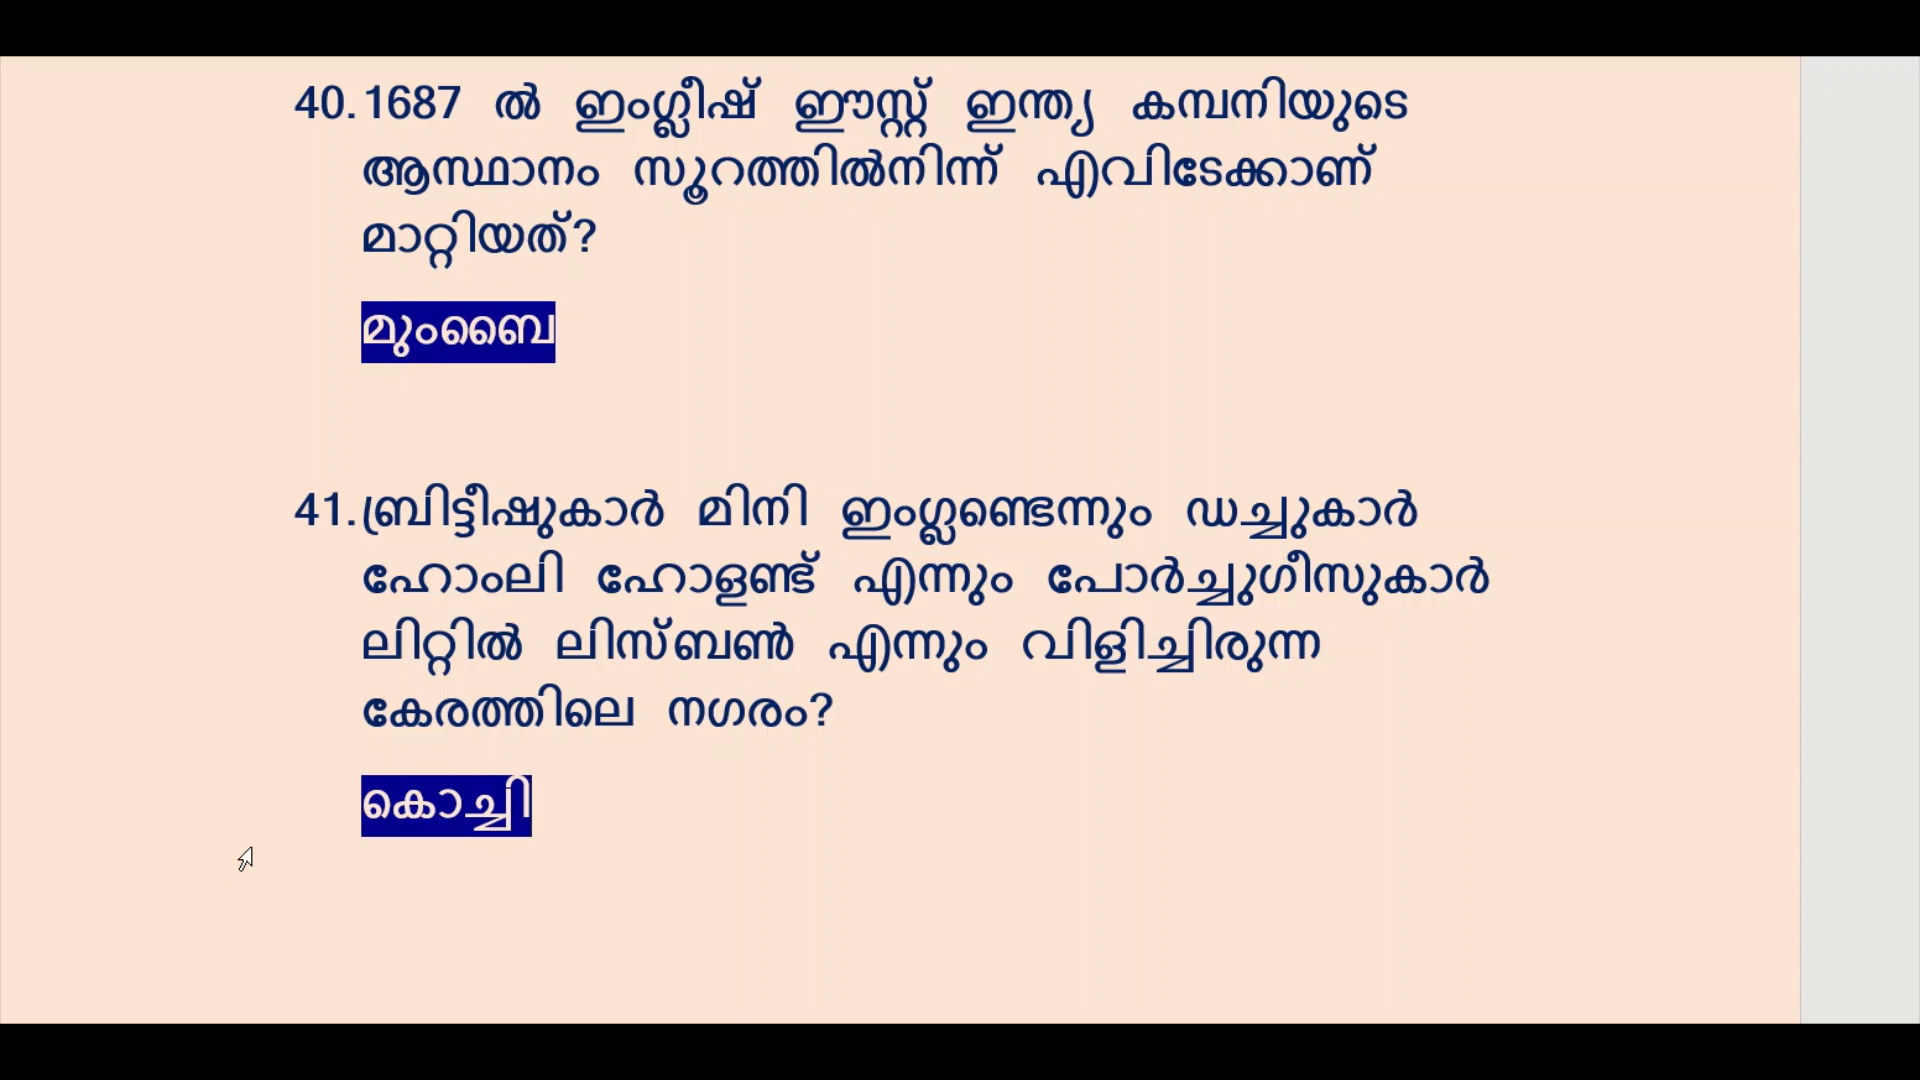 40. 1687 ൽ ഇംഗ്ലീഷ് ഈസ്റ്റ് ഇന്ത്യ കമ്പനിയുടെ
ആസ്ഥാനം സൂറത്തിൽനിന്ന് എവിടേക്കാണ്
മാറ്റിയത്?
മുംബൈ
41. ബ്രിട്ടീഷുകാർ മിനി ഇംഗ്ലണ്ടെന്നും ഡച്ചുകാർ
ഹോംലി ഹോളണ്ട് എന്നും പോർച്ചുഗീസുകാർ
ലിറ്റിൽ ലിസ്ബൺ എന്നും വിളിച്ചിരുന്ന
കേരത്തിലെ നഗരം?
കൊച്ചി